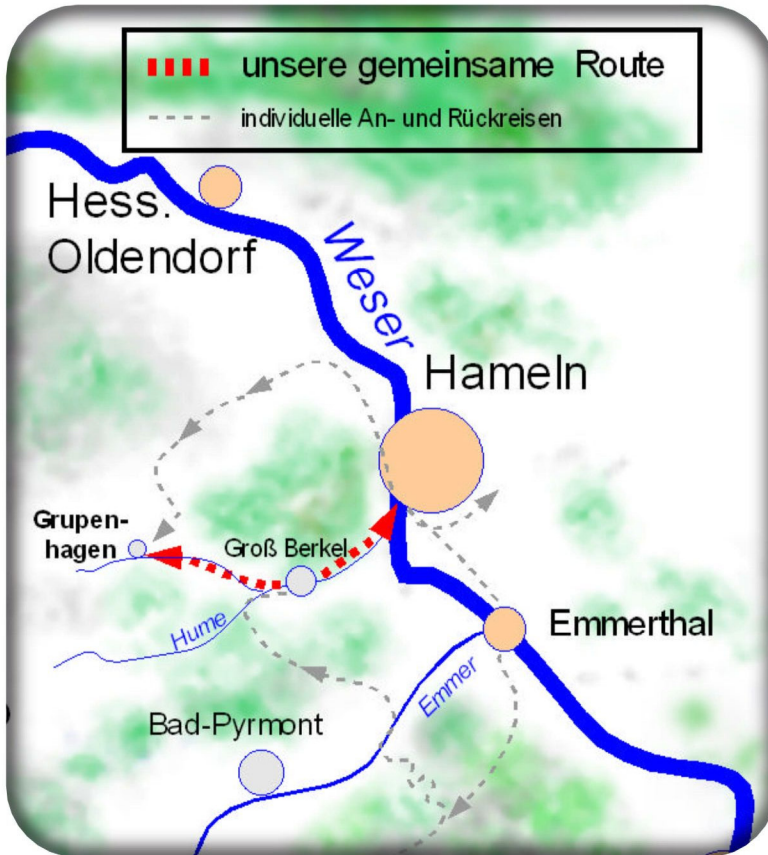 unsere gemeinsame Route
individuelle An- und Rückreisen
Hess.
Oldendorf
Weser
Hameln
Grupen-
hagen
Groß Berkel
Hume
Emmerthal
Emmer
Bad-Pyrmont